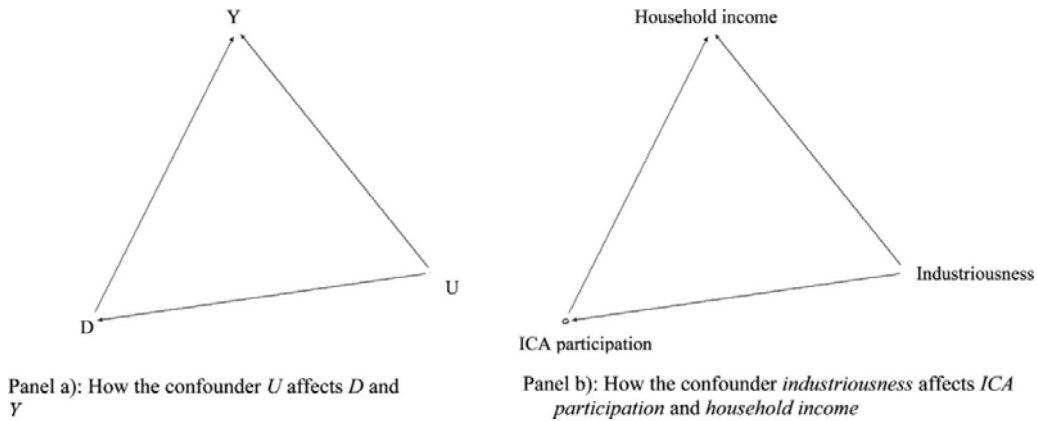 Y
U
D
Panel a): How the confounder U affects D and
Y
Household income
Industriousness
ICA participation
Panel b): How the confounder industriousness affects ICA
participation and household income